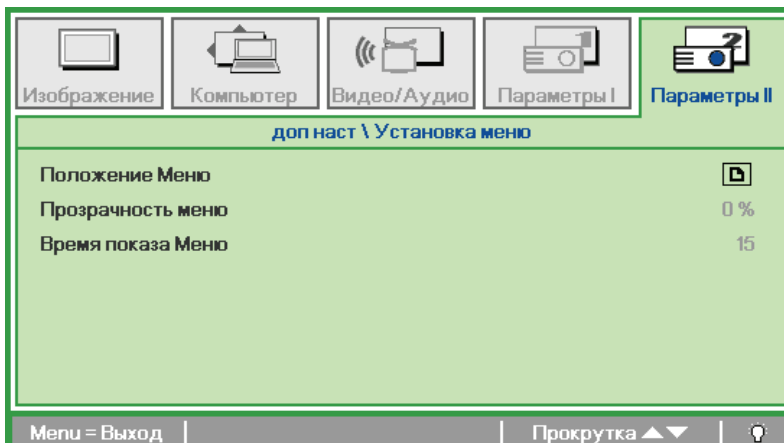 Изображение
Компьютер
Видео/Аудио
Параметры I
Параметры II
доп наст \ Установка меню
Положение Меню
Прозрачность меню 0 %
Время показа Меню 15
Menu = Выход Прокрутка ▲▼